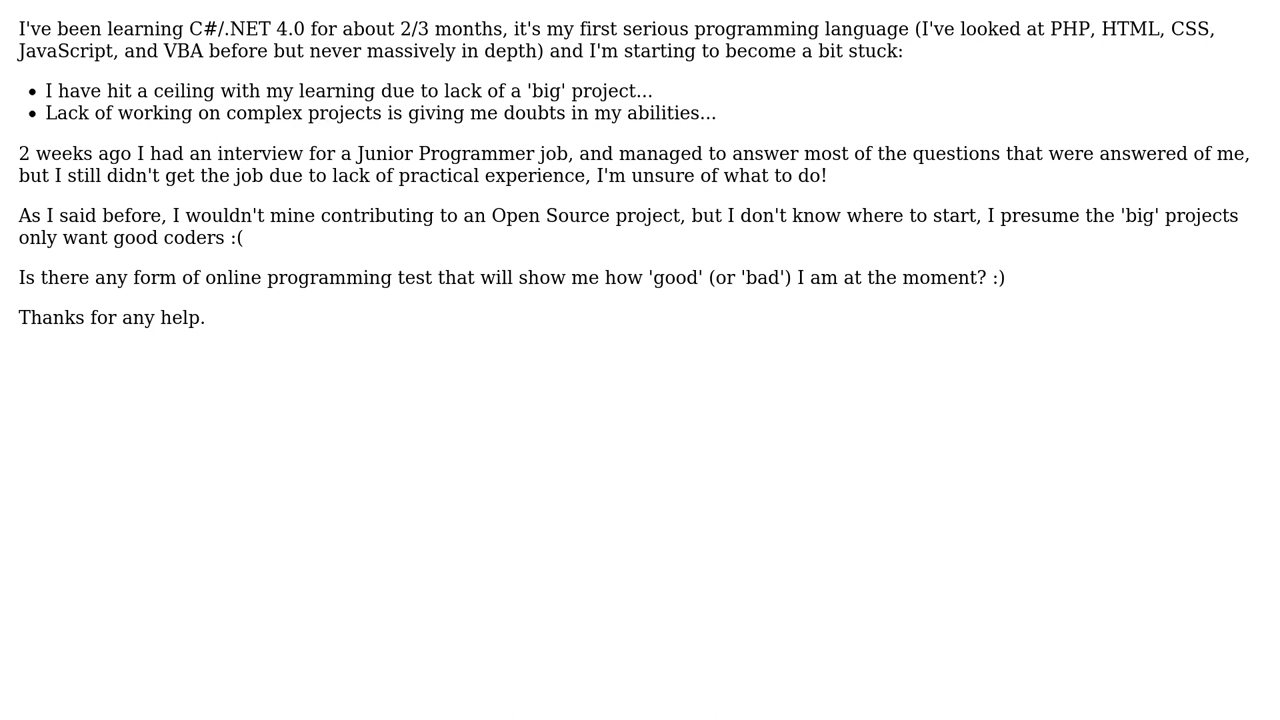 I've been learning C#/.NET 4.0 for about 2/3 months, it's my first serious programming language (I've looked at PHP, HTML, CSS,
JavaScript, and VBA before but never massively in depth) and I'm starting to become a bit stuck:
• I have hit a ceiling with my learning due to lack of a 'big' project...
• Lack of working on complex projects is giving me doubts in my abilities...
2 weeks ago I had an interview for a Junior Programmer job, and managed to answer most of the questions that were answered of me,
but I still didn't get the job due to lack of practical experience, I'm unsure of what to do!
As I said before, I wouldn't mine contributing to an Open Source project, but I don't know where to start, I presume the 'big' projects
only want good coders :(
Is there any form of online programming test that will show me how 'good' (or 'bad') I am at the moment? :)
Thanks for any help.